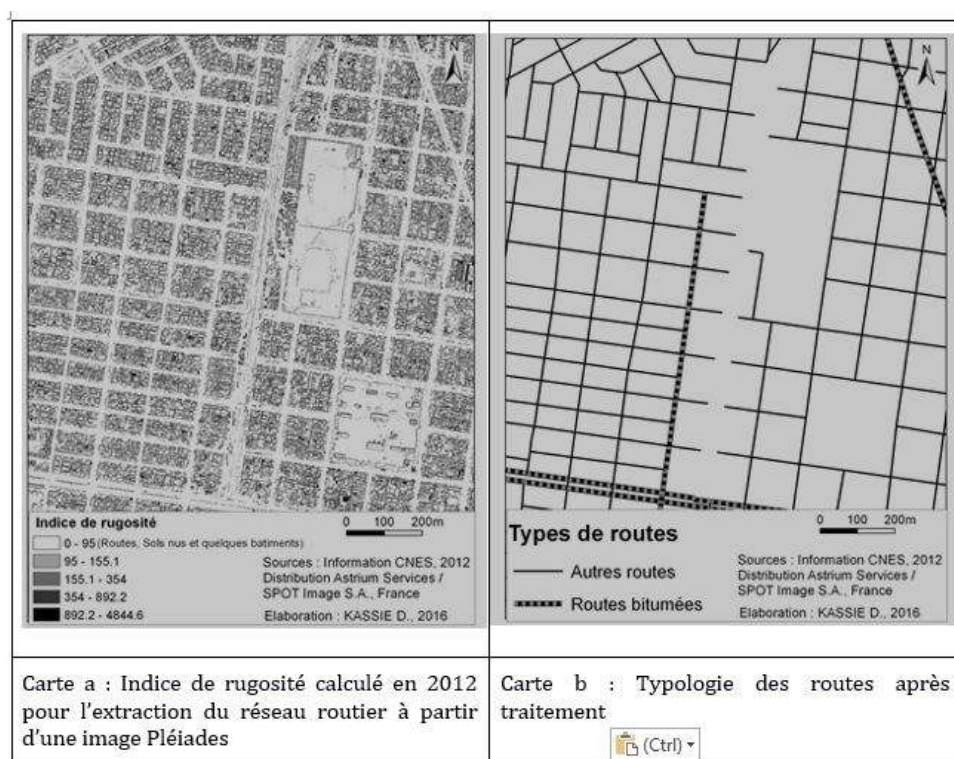 N
Indice de rugosité
0 - 95 (Routes, Sols nus et quelques batiments)
95 - 155.1
155.1 - 354
354 - 892.2
892.2 - 4844.6
0 100 200m
Sources : Information CNES, 2012
Distribution Astrium Services /
SPOT Image S.A., France
Elaboration : KASSIE D., 2016
N
Types de routes
Autres routes
Routes bitumées
0 100 200m
Sources : Information CNES, 2012
Distribution Astrium Services /
SPOT Image S.A., France
Elaboration : KASSIE D., 2016
Carte a : Indice de rugosité calculé en 2012
pour l'extraction du réseau routier à partir
d'une image Pléiades
Carte b : Typologie des routes après
traitement
(Ctrl)